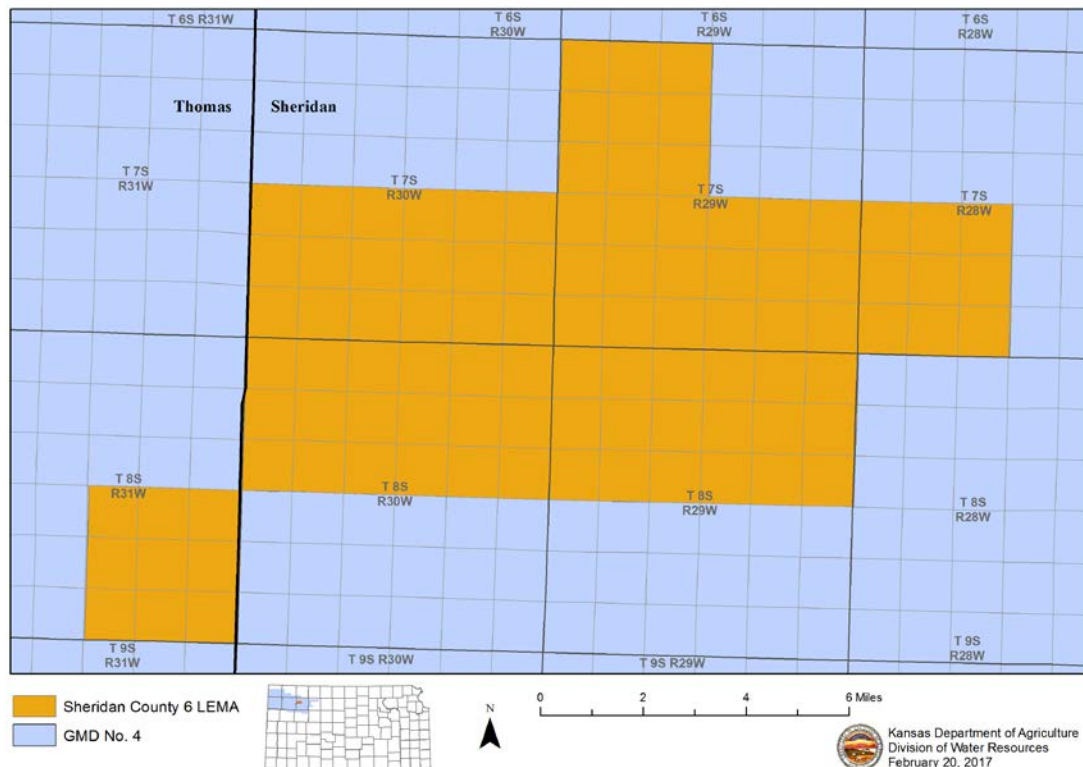 T 6S R31W
T 6S
R30W
T 6S
R29W
T 6S
R28W
Thomas
Sheridan
T 7S
R31W
T 7S
R30W
T 7S
R29W
T 7S
R28W
T 8S
R31W
T 8S
R30W
T 8S
R29W
T 8S
R28W
T 9S
R31W
T 9S R30W
T 9S R29W
T 9S
R28W
Sheridan County 6 LEMA
GMD No. 4
N
0
2
4
6 Miles
Kansas Department of Agriculture
Division of Water Resources
February 20, 2017